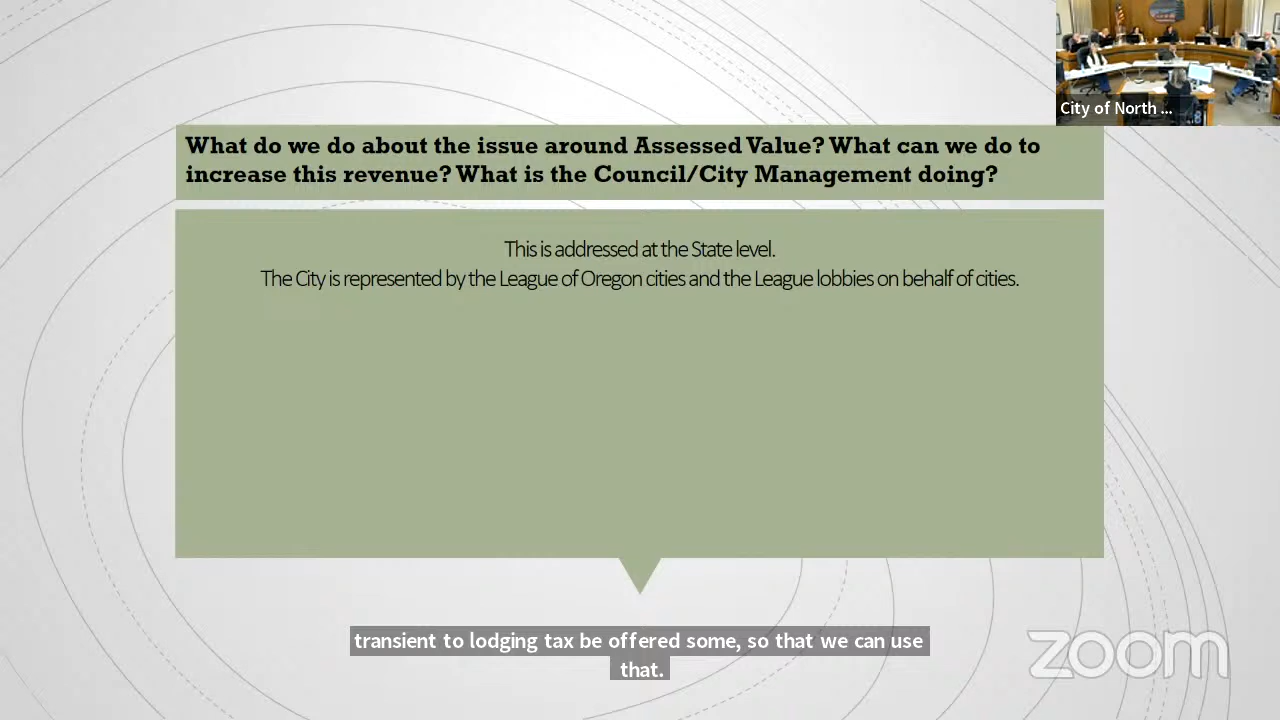 City of North ...
What do we do about the issue around Assessed Value? What can we do to
increase this revenue? What is the Council/City Management doing?
This is addressed at the State level.
The City is represented by the League of Oregon cities and the League lobbies on behalf of cities.
transient to lodging tax be offered some, so that we can use
that.
zoom